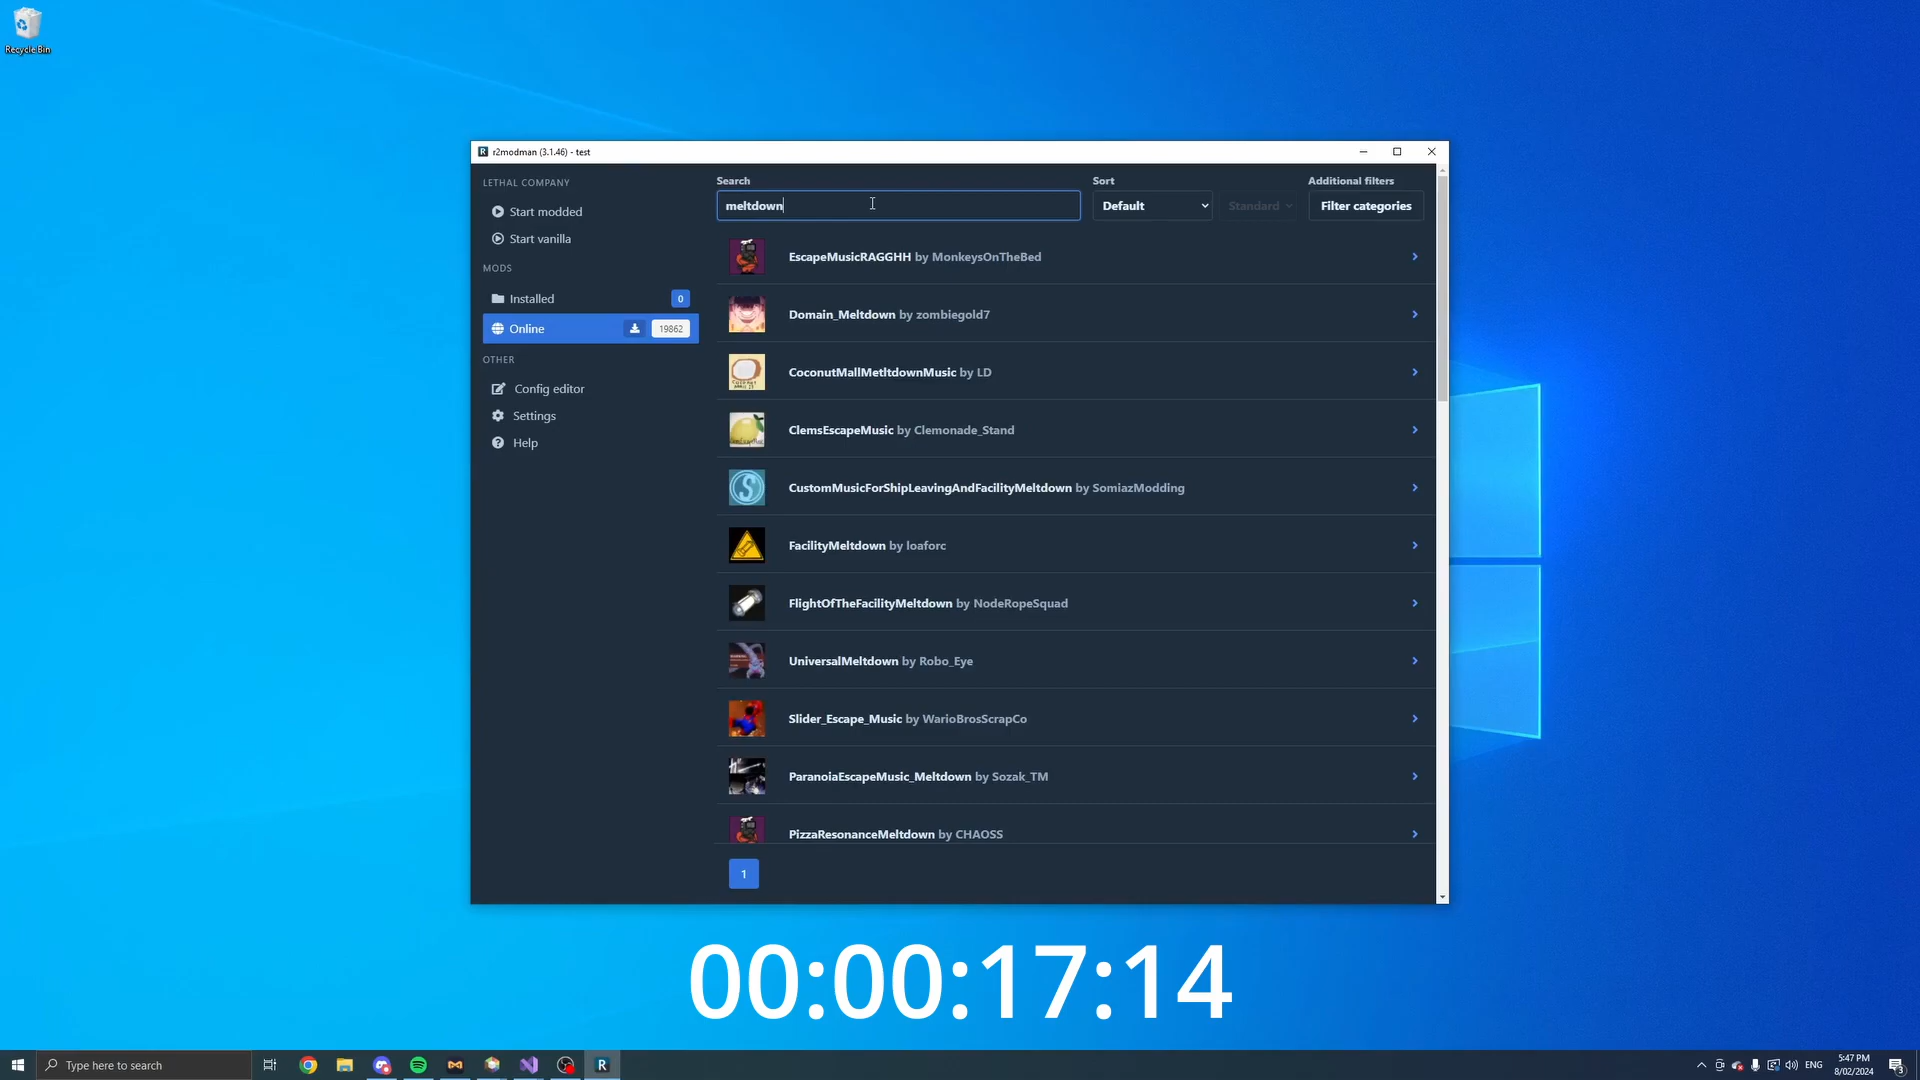 Recycle Bin
r2modman (3.1.46) - test
LETHAL COMPANY
Start modded
Start vanilla
MODS
Installed 0
Online 19862
OTHER
Config editor
Settings
Help
Search
meltdown
Sort
Default
Standard
Additional filters
Filter categories
EscapeMusicRAGGHH by MonkeysOnTheBed
Domain_Meltdown by zombiegold7
CoconutMallMetltdownMusic by LD
ClemsEscapeMusic by Clemonade_Stand
CustomMusicForShipLeavingAndFacilityMeltdown by SomiazModding
FacilityMeltdown by loaforc
FlightOfTheFacilityMeltdown by NodeRopeSquad
UniversalMeltdown by Robo_Eye
Slider_Escape_Music by WarioBrosScrapCo
ParanoiaEscapeMusic_Meltdown by Sozak_TM
PizzaResonanceMeltdown by CHAOSS
1
00:00:17:14
Type here to search
R
ENG
5:47 PM
8/02/2024
3